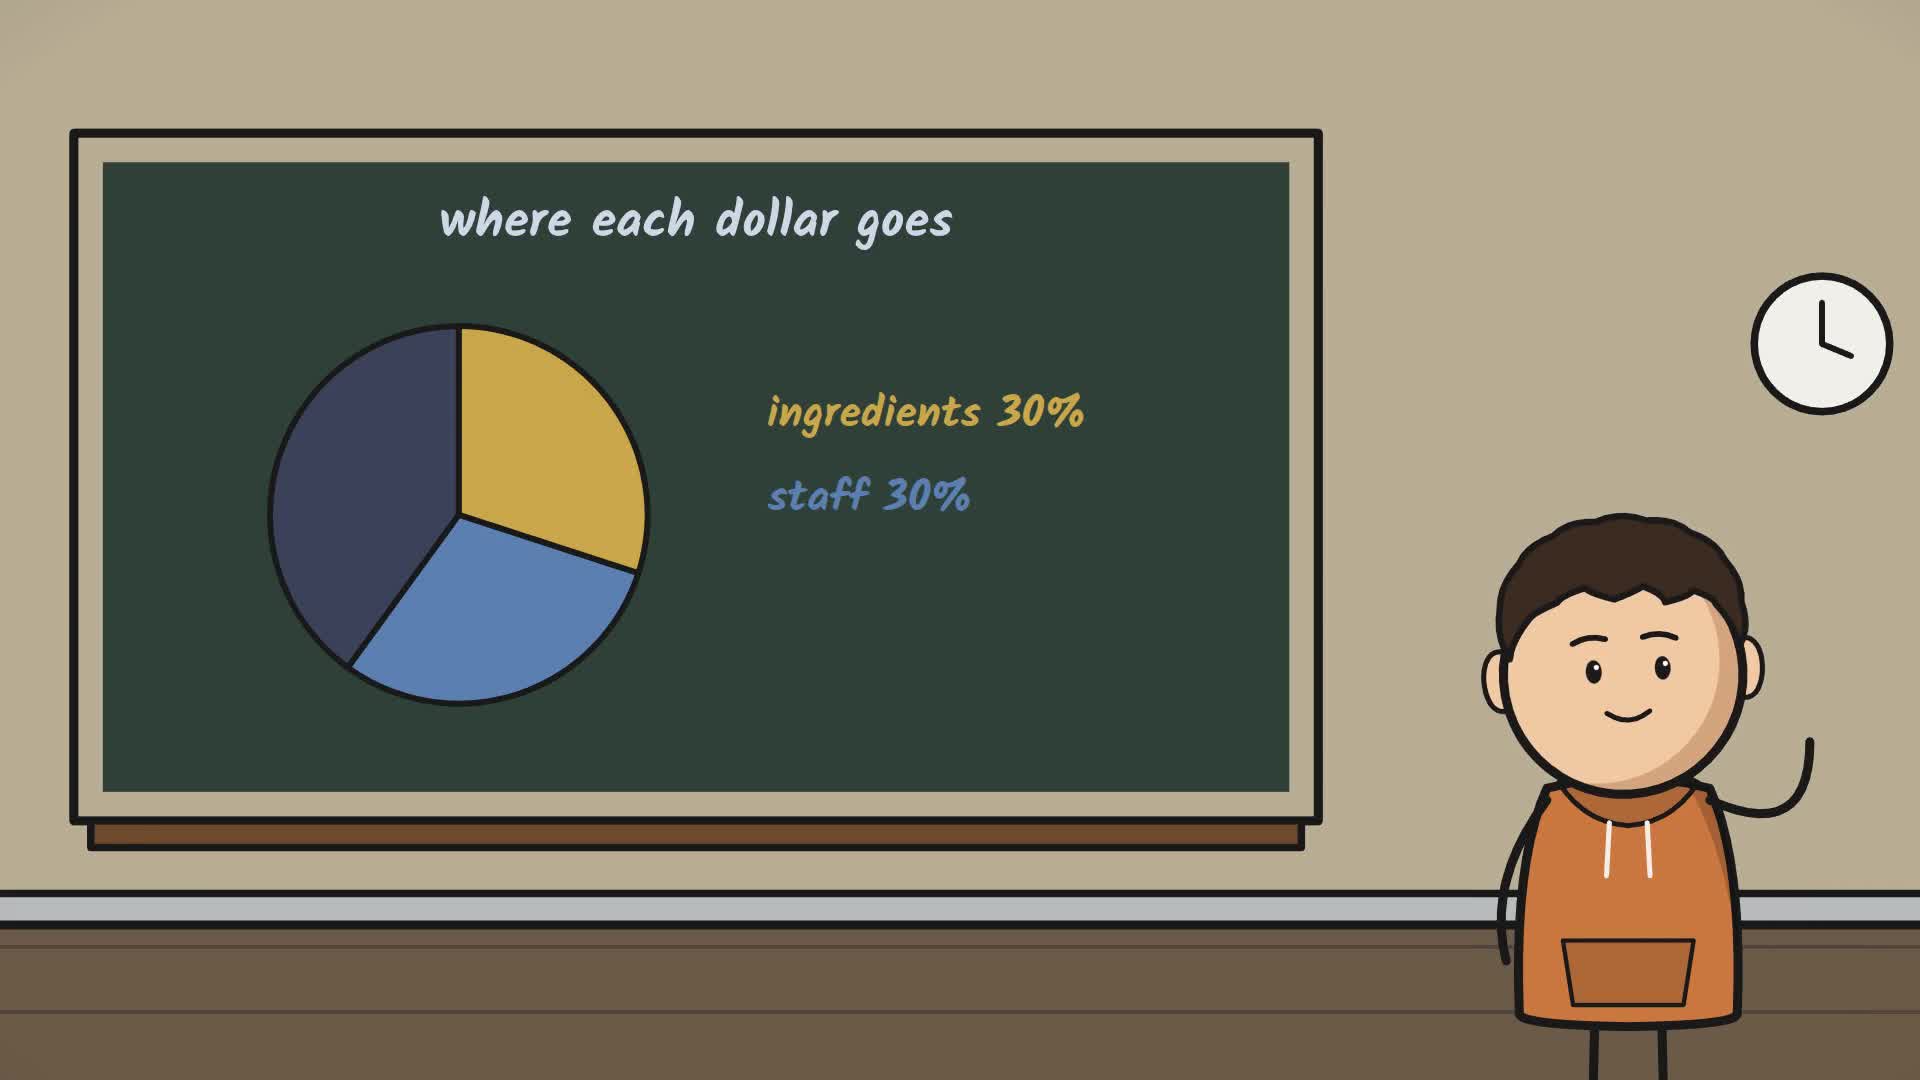 where each dollar goes
ingredients 30%
staff 30%